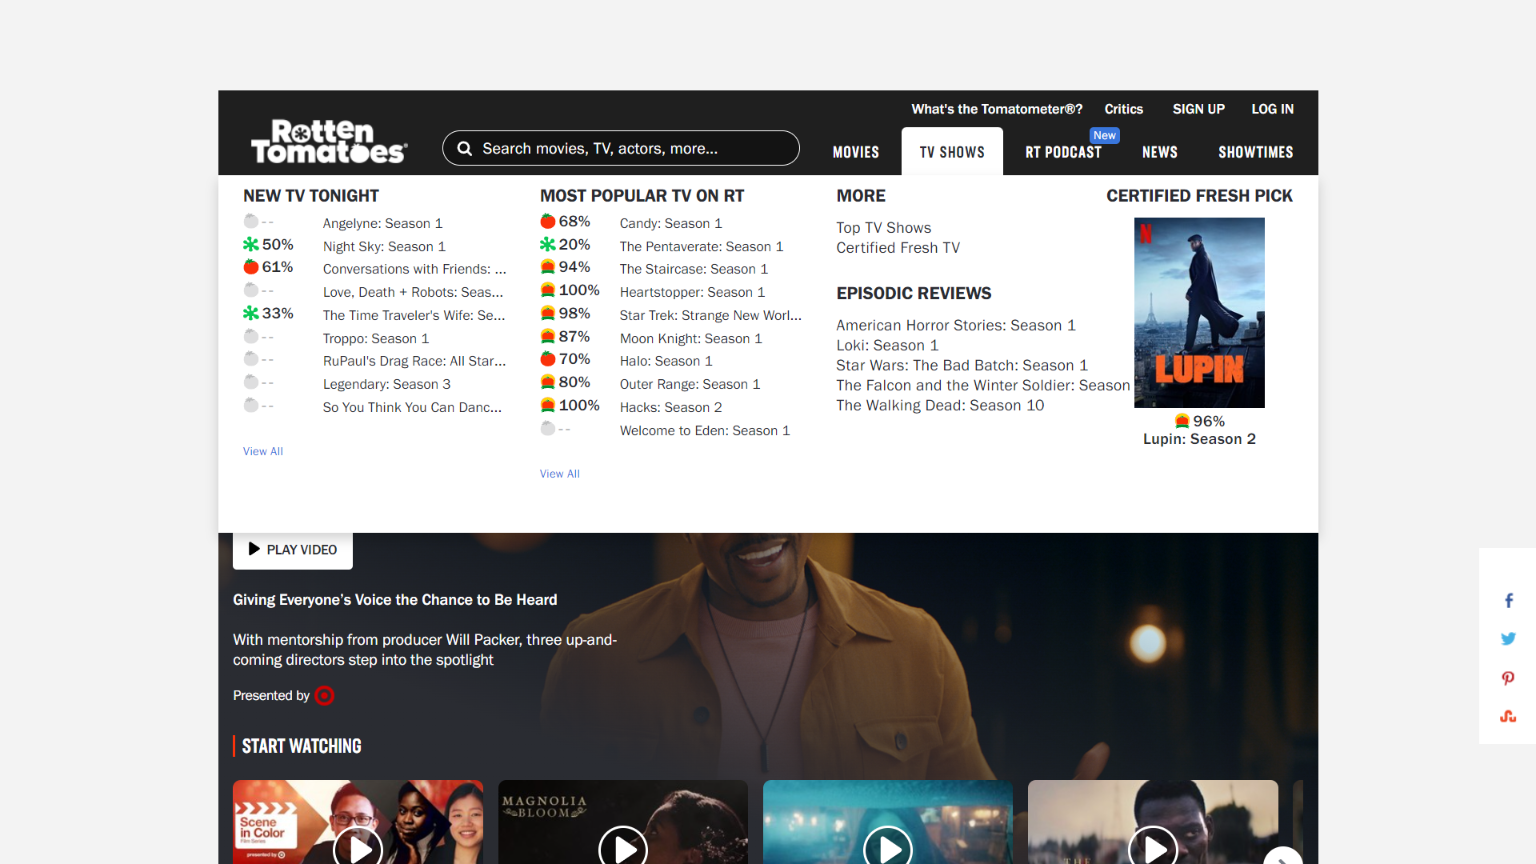 What's the Tomatometer®?
Critics
SIGN UP
LOG IN
Rotten
Tomatoes®
Search movies, TV, actors, more...
MOVIES
TV SHOWS
RT PODCAST
New
NEWS
SHOWTIMES
NEW TV TONIGHT
-- Angelyne: Season 1
50% Night Sky: Season 1
61% Conversations with Friends: ...
-- Love, Death + Robots: Seas...
33% The Time Traveler's Wife: Se...
-- Troppo: Season 1
-- RuPaul's Drag Race: All Star...
-- Legendary: Season 3
-- So You Think You Can Danc...
View All
MOST POPULAR TV ON RT
68% Candy: Season 1
20% The Pentaverate: Season 1
94% The Staircase: Season 1
100% Heartstopper: Season 1
98% Star Trek: Strange New Worl...
87% Moon Knight: Season 1
70% Halo: Season 1
80% Outer Range: Season 1
100% Hacks: Season 2
-- Welcome to Eden: Season 1
View All
MORE
Top TV Shows
Certified Fresh TV
EPISODIC REVIEWS
American Horror Stories: Season 1
Loki: Season 1
Star Wars: The Bad Batch: Season 1
The Falcon and the Winter Soldier: Season
The Walking Dead: Season 10
CERTIFIED FRESH PICK
N
LUPIN
96%
Lupin: Season 2
PLAY VIDEO
Giving Everyone's Voice the Chance to Be Heard
With mentorship from producer Will Packer, three up-and-
coming directors step into the spotlight
Presented by
START WATCHING
Scene
in Color
Film Series
presented by
MAGNOLIA
BLOOM
THE